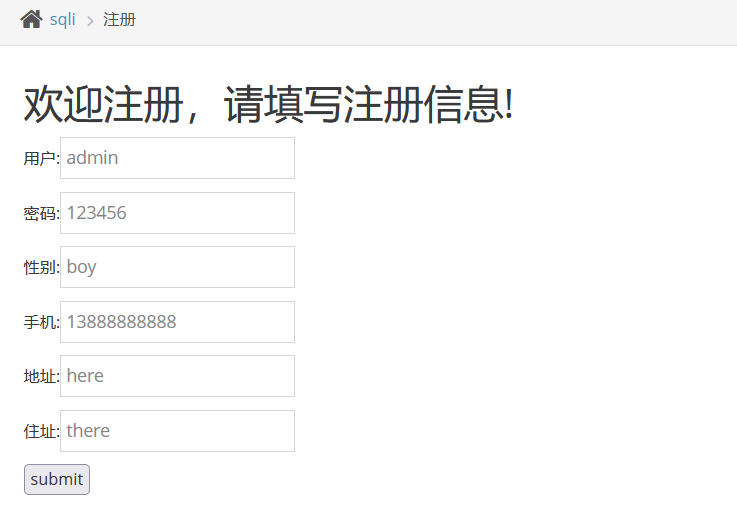 sqli > 注册
欢迎注册，请填写注册信息!
用户: admin
密码: 123456
性别: boy
手机: 13888888888
地址: here
住址: there
submit